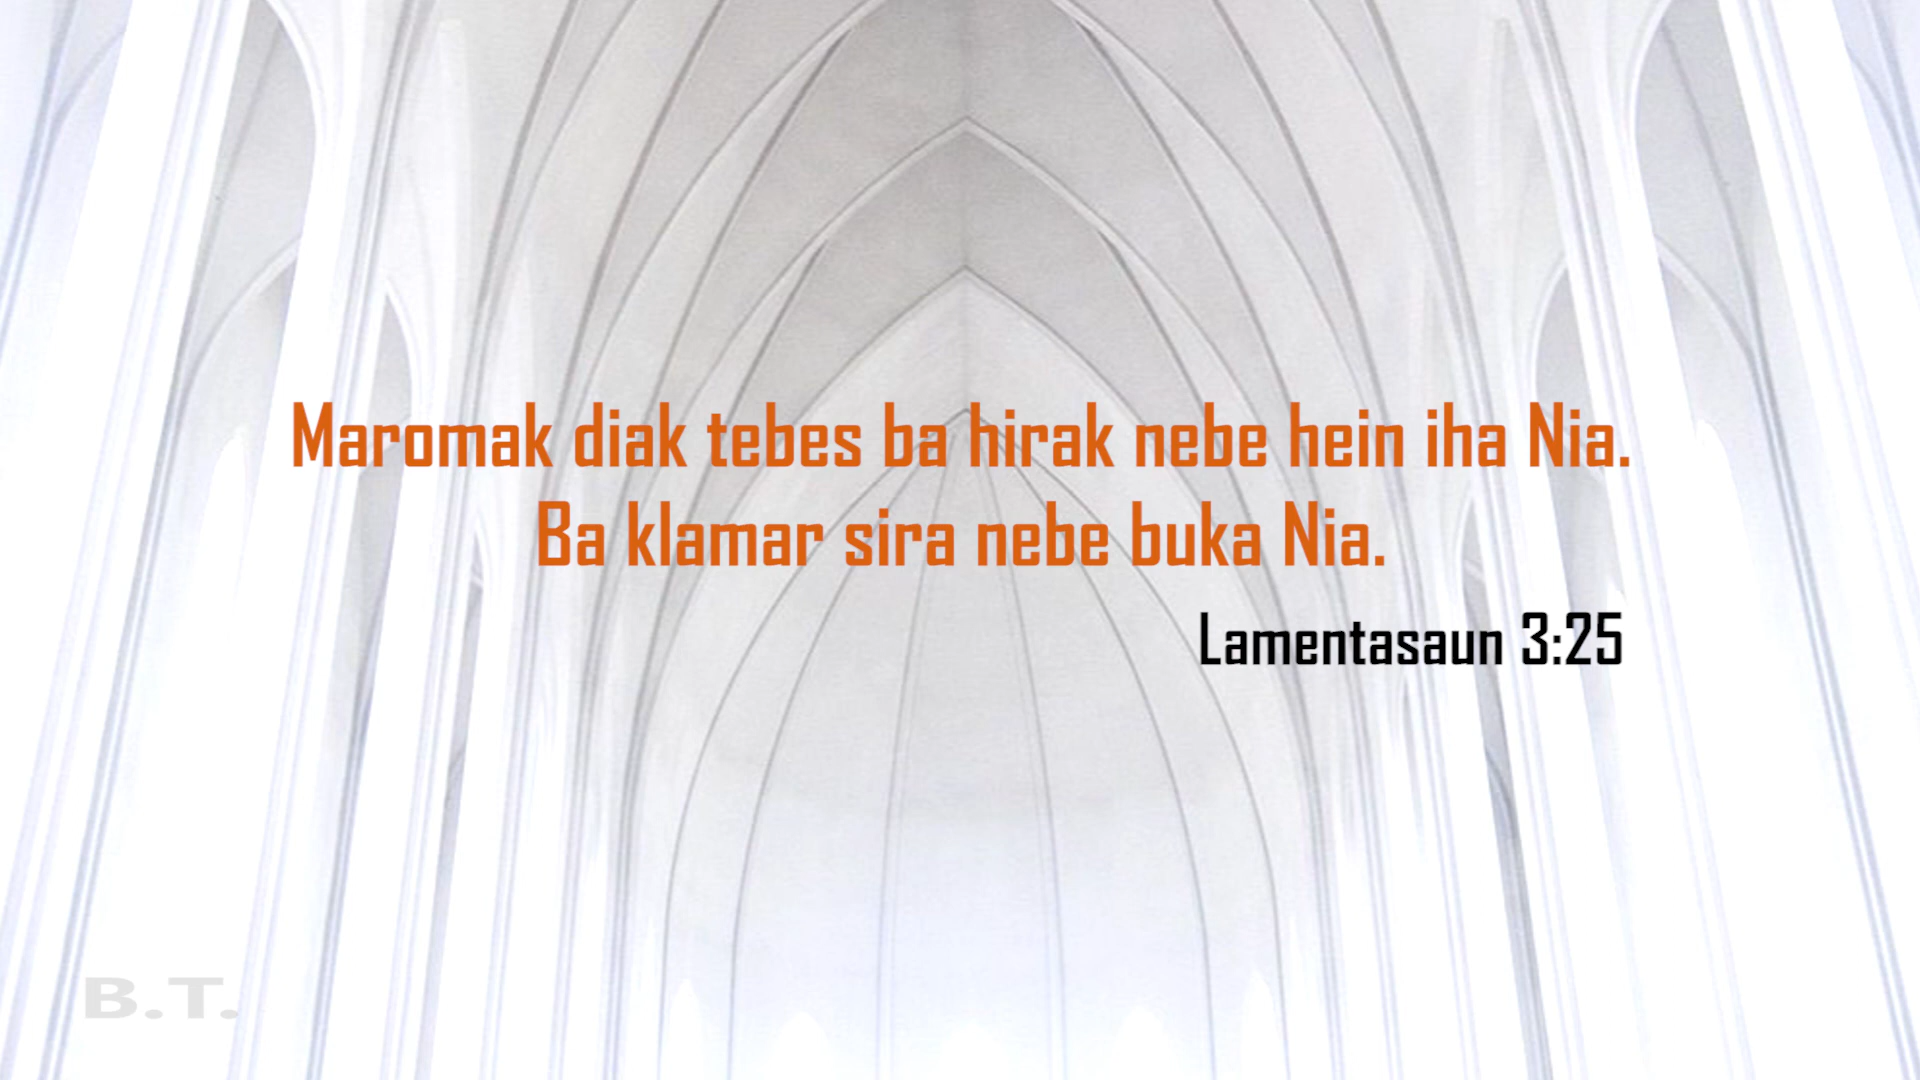 Maromak diak tebes ba hirak nebe hein iha Nia.
Ba klamar sira nebe buka Nia.
Lamentasaun 3:25
B.T.